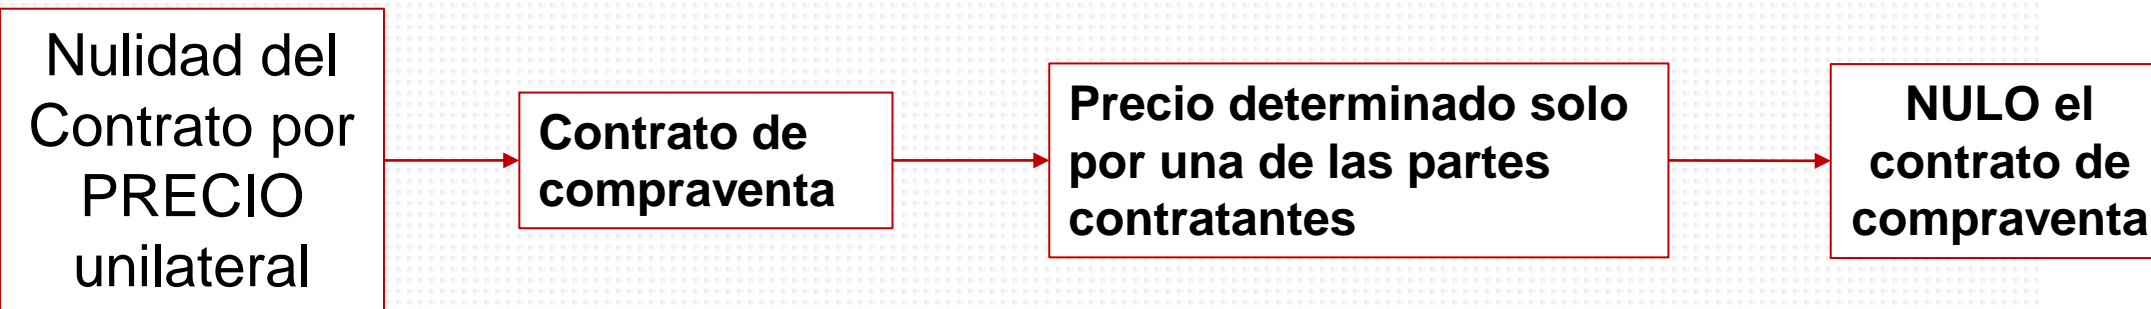 Nulidad del
Contrato por
PRECIO
unilateral
Contrato de
compraventa
Precio determinado solo
por una de las partes
contratantes
NULO el
contrato de
compraventa